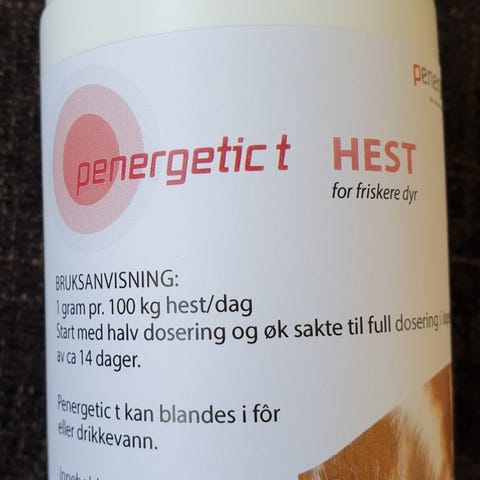 penergetic t HEST
for friskere dyr
BRUKSANVISNING:
1 gram pr. 100 kg hest/dag
Start med halv dosering og øk sakte til full dosering i
av ca 14 dager.
Penergetic t kan blandes i fôr
eller drikkevann.